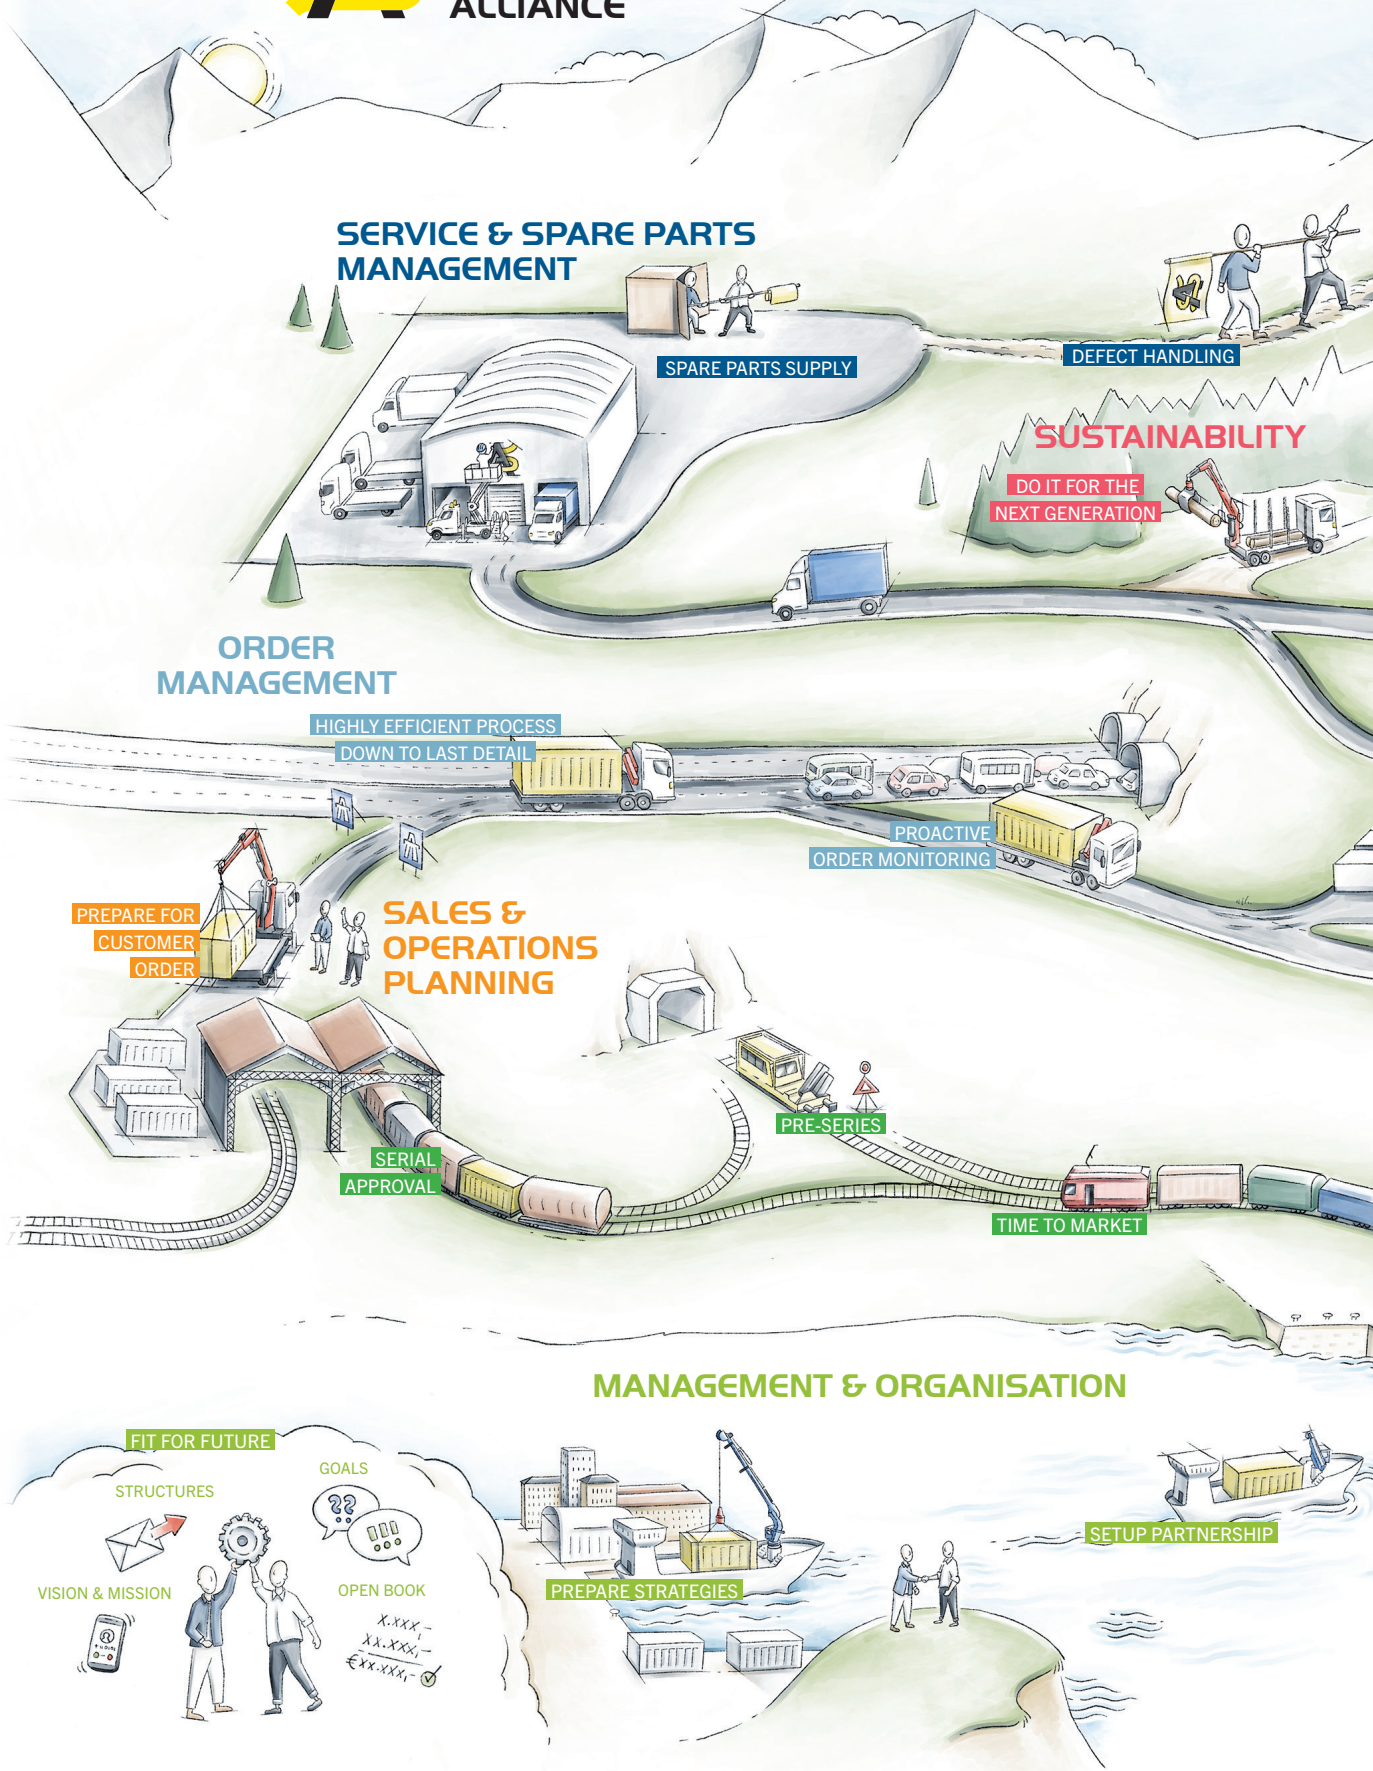 ALLIANCE
SERVICE & SPARE PARTS
MANAGEMENT
SPARE PARTS SUPPLY
DEFECT HANDLING
SUSTAINABILITY
DO IT FOR THE
NEXT GENERATION
ORDER
MANAGEMENT
HIGHLY EFFICIENT PROCESS
DOWN TO LAST DETAIL
PROACTIVE
ORDER MONITORING
PREPARE FOR
CUSTOMER
ORDER
SALES &
OPERATIONS
PLANNING
PRE-SERIES
SERIAL
APPROVAL
TIME TO MARKET
MANAGEMENT & ORGANISATION
FIT FOR FUTURE
GOALS
STRUCTURES
??
!!!
VISION & MISSION
OPEN BOOK
X.XXX,-
XX.XXX,-
€XX.XXX,-
PREPARE STRATEGIES
SETUP PARTNERSHIP